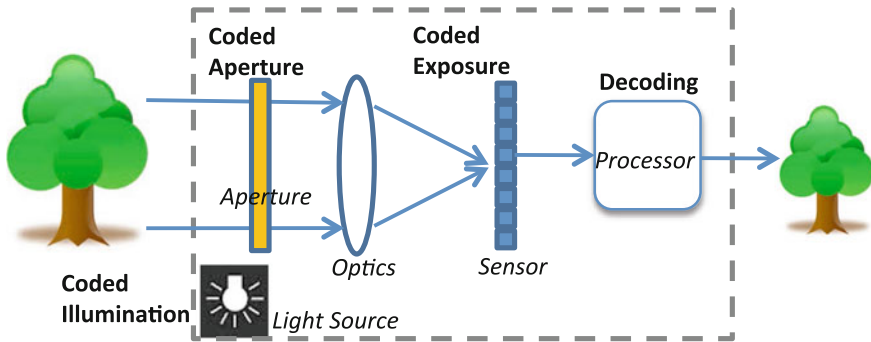 Coded
Aperture
Coded
Exposure
Decoding
Processor
Aperture
Optics
Sensor
Coded
Illumination
Light Source